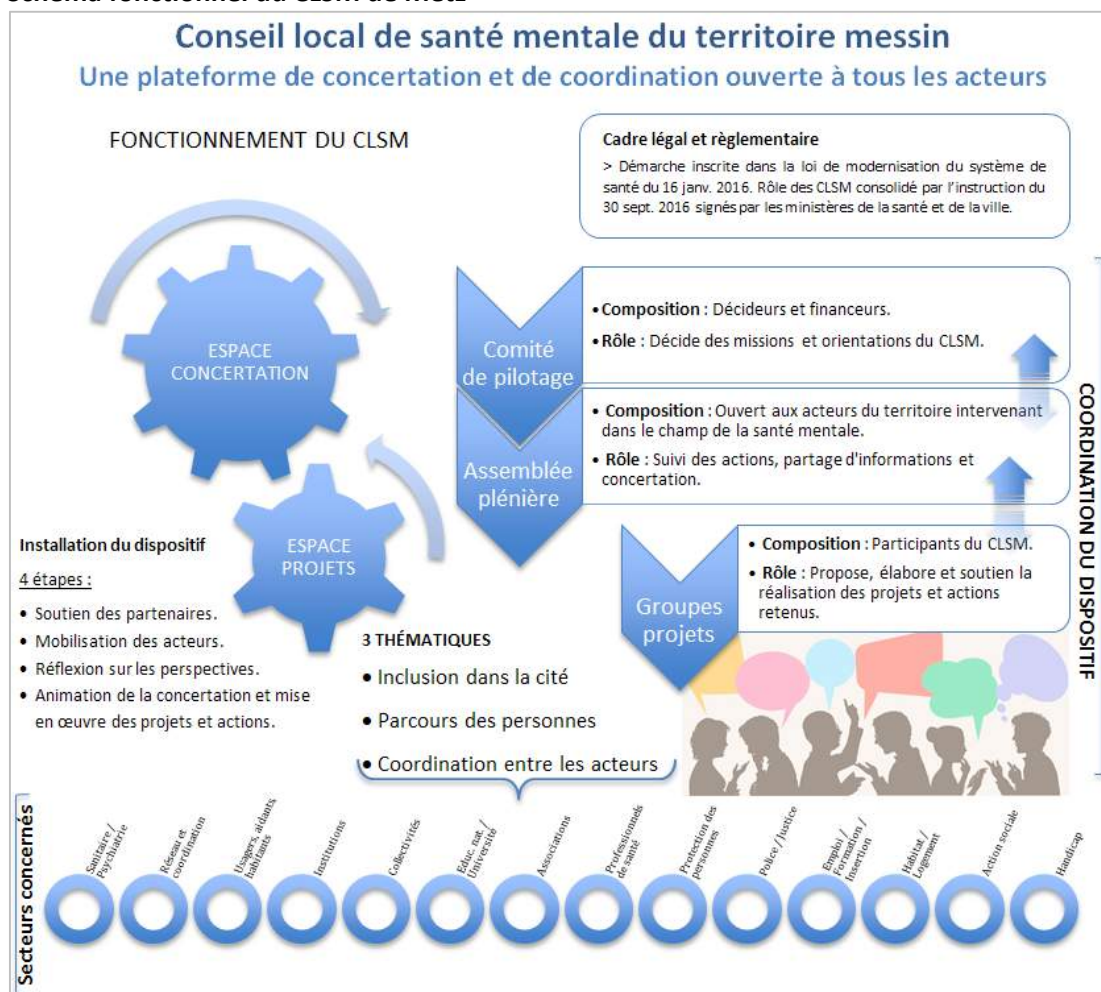 Schéma fonctionnel du CLSM de Metz
Conseil local de santé mentale du territoire messin
Une plateforme de concertation et de coordination ouverte à tous les acteurs
FONCTIONNEMENT DU CLSM
Cadre légal et règlementaire
> Démarche inscrite dans la loi de modernisation du système de
santé du 16 janv. 2016. Rôle des CLSM consolidé par l'instruction du
30 sept. 2016 signés par les ministères de la santé et de la ville.
ESPACE
CONCERTATION
Comité
de pilotage
• Composition : Décideurs et financeurs.
• Rôle : Décide des missions et orientations du CLSM.
Assemblée
plénière
• Composition : Ouvert aux acteurs du territoire intervenant
dans le champ de la santé mentale.
• Rôle : Suivi des actions, partage d'informations et
concertation.
ESPACE
PROJETS
Groupes
projets
• Composition : Participants du CLSM.
• Rôle : Propose, élabore et soutien la
réalisation des projets et actions
retenus.
COORDINATION DU DISPOSITIF
Installation du dispositif
4 étapes :
• Soutien des partenaires.
• Mobilisation des acteurs.
• Réflexion sur les perspectives.
• Animation de la concertation et mise
en œuvre des projets et actions.
3 THÉMATIQUES
• Inclusion dans la cité
• Parcours des personnes
• Coordination entre les acteurs
Secteurs concernés
Sanitaire /
Psychiatrie
Réseau et
coordination
Usagers, aidants
habitants
Institutions
Collectivités
Educ. nat. /
Université
Associations
Professionnels
de santé
Protection des
personnes
Police / Justice
Emploi /
Formation /
Insertion
Habitat /
Logement
Action sociale
Handicap